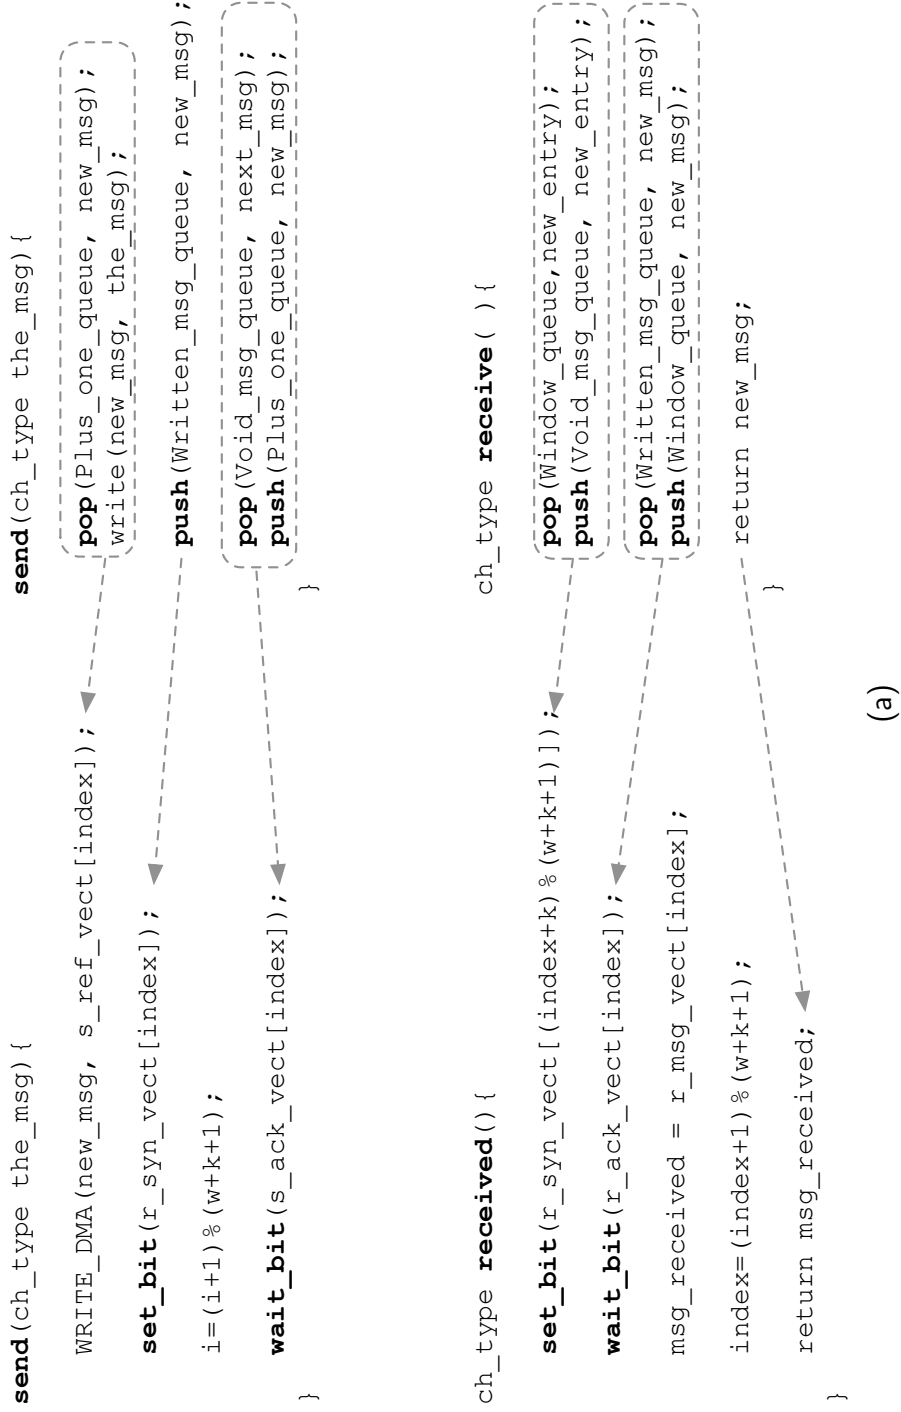 send(ch_type the_msg){
WRITE_DMA(new_msg, s_ref_vect[index]);
set_bit(r_syn_vect[index]);
i=(i+1)%(w+k+1);
wait_bit(s_ack_vect[index]);
}
send(ch_type the_msg){
pop(Plus_one_queue, new_msg);
write(new_msg, the_msg);
push(Written_msg_queue, new_msg);
pop(Void_msg_queue, next_msg);
push(Plus_one_queue, new_msg);
}
ch_type received(){
set_bit(r_syn_vect[(index+k)%(w+k+1)]);
wait_bit(r_ack_vect[index]);
msg_received = r_msg_vect[index];
index=(index+1)%(w+k+1);
return msg_received;
}
ch_type receive( ){
pop(Window_queue,new_entry);
push(Void_msg_queue, new_entry);
pop(Written_msg_queue, new_msg);
push(Window_queue, new_msg);
return new_msg;
}
(a)